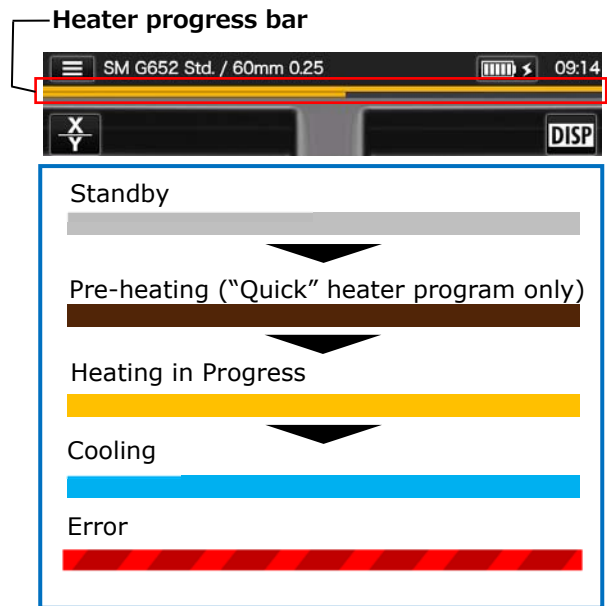 Heater progress bar
SM G652 Std. / 60mm 0.25
09:14
X
Y
DISP
Standby
Pre-heating (“Quick” heater program only)
Heating in Progress
Cooling
Error